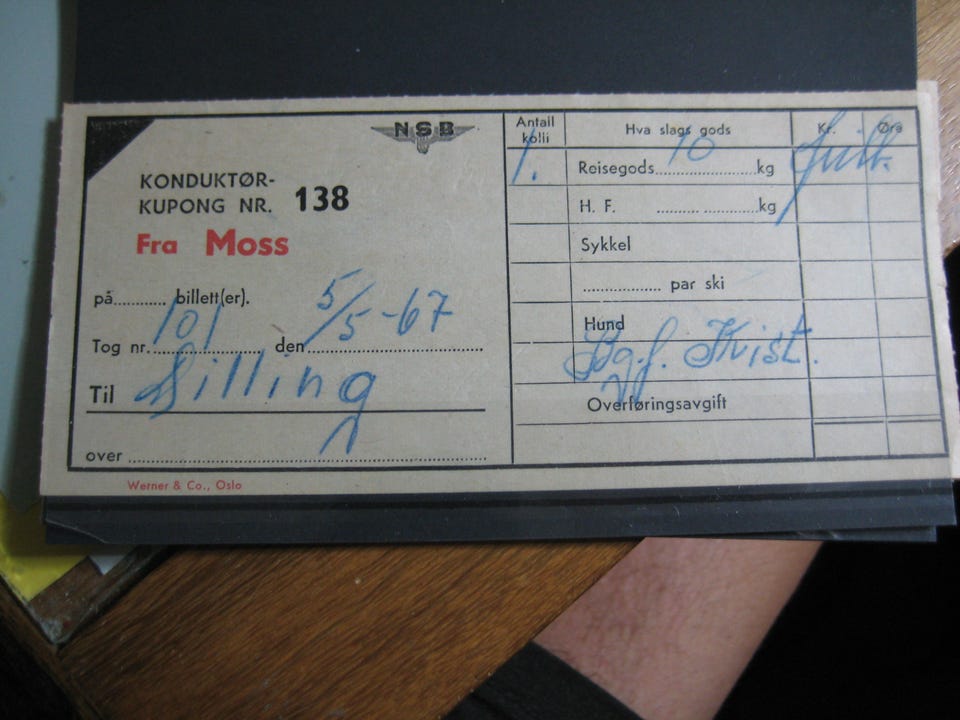 NSB
KONDUKTØR-
KUPONG NR. 138
Fra Moss
på........... billett(er).
Tog nr. 101 den 5/5-67
Til Dilling
over
Werner & Co., Oslo
Antall kolli Hva slags gods Kr. Øre
1. Reisegods 10 kg
H. F. ......................kg
Sykkel
................. par ski
Hund
Kvist.
Overføringsavgift